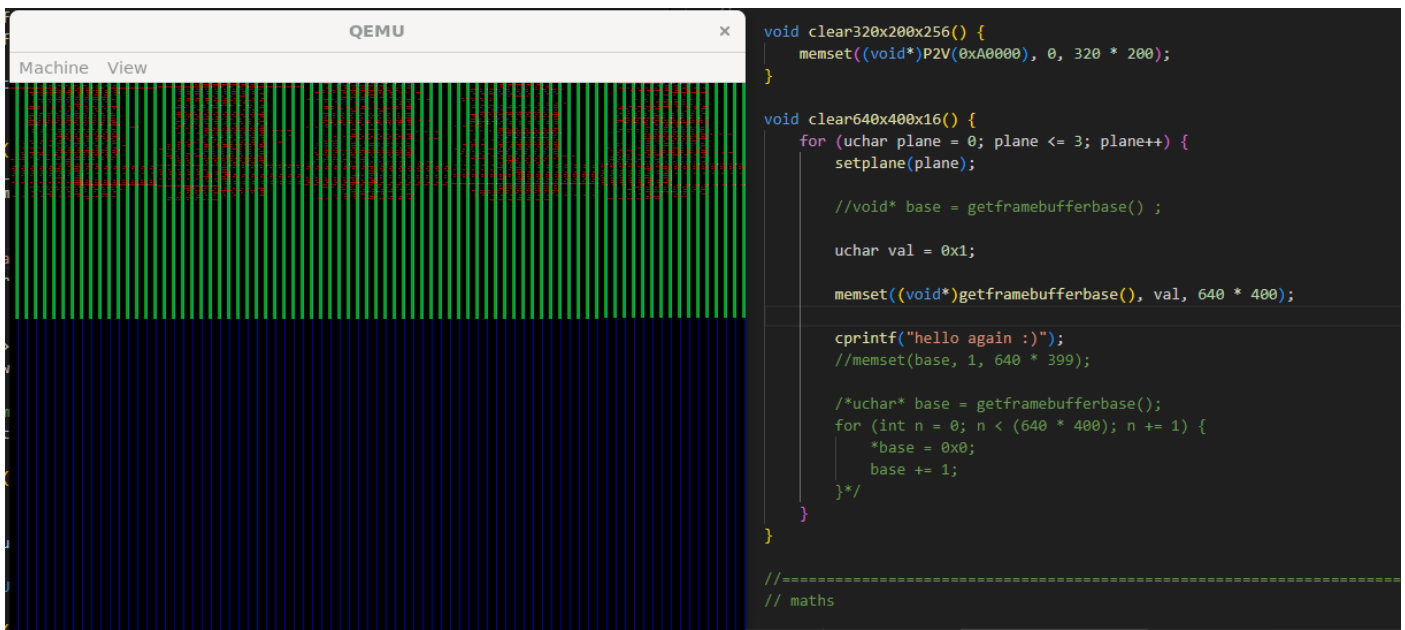 QEMU
Machine View
void clear320x200x256() {
memset((void*)P2V(0xA0000), 0, 320 * 200);
}
void clear640x400x16() {
for (uchar plane = 0; plane <= 3; plane++) {
setplane(plane);
//void* base = getframebufferbase() ;
uchar val = 0x1;
memset((void*)getframebufferbase(), val, 640 * 400);
cprintf("hello again :)");
//memset(base, 1, 640 * 399);
/*uchar* base = getframebufferbase();
for (int n = 0; n < (640 * 400); n += 1) {
*base = 0x0;
base += 1;
}*/
}
}
//======================================================================
// maths